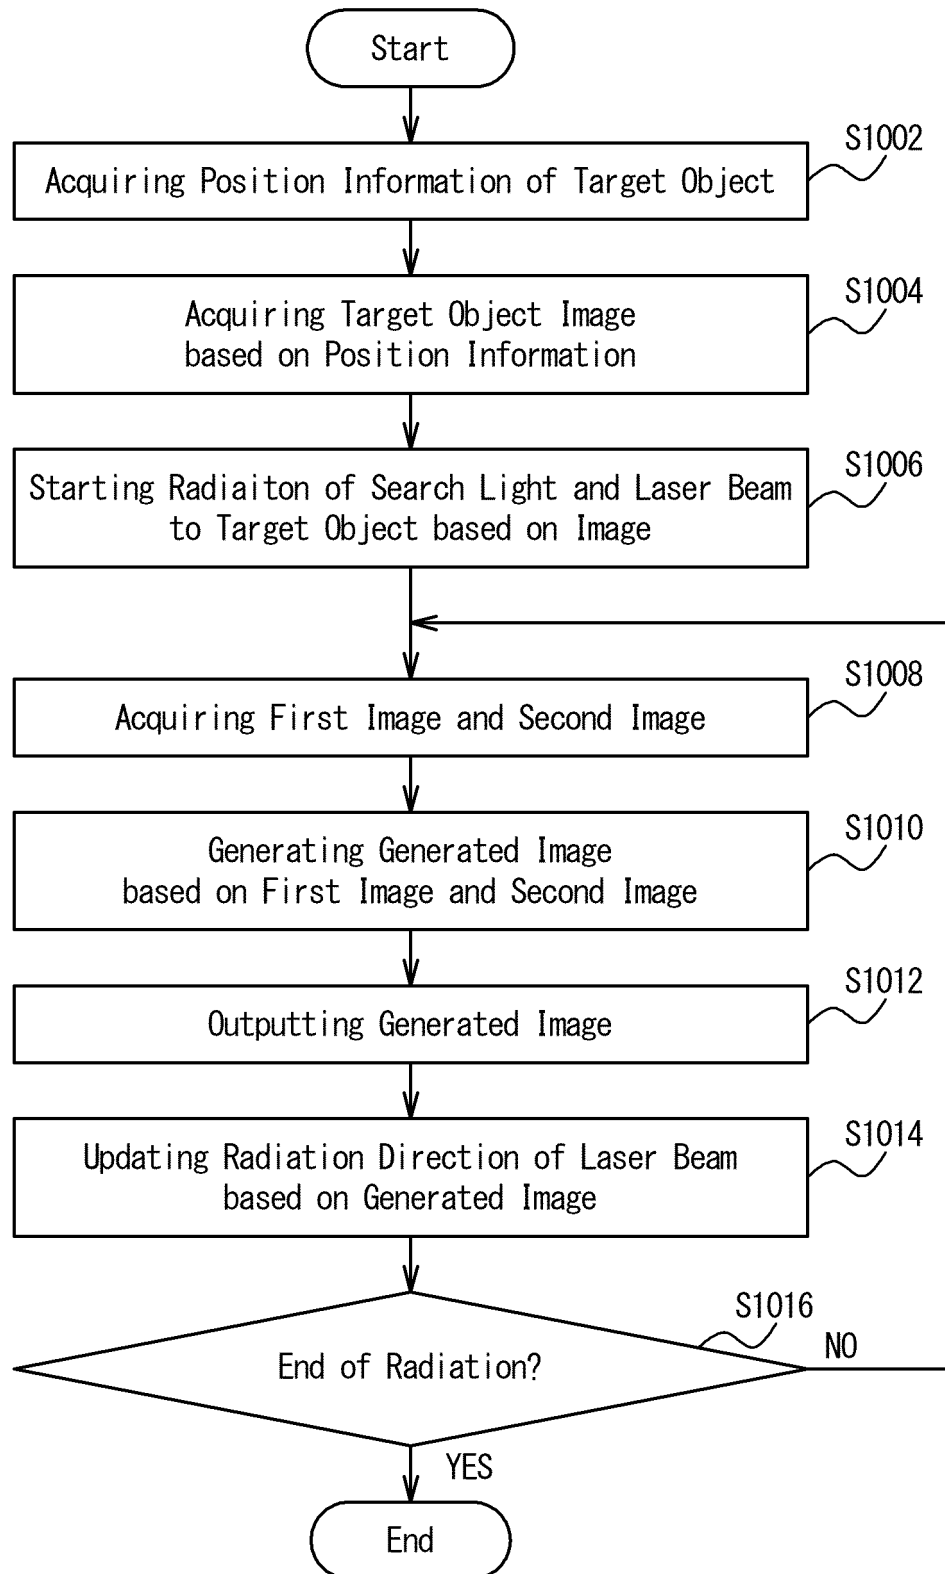 Start
S1002
Acquiring Position Information of Target Object
S1004
Acquiring Target Object Image
based on Position Information
S1006
Starting Radiaiton of Search Light and Laser Beam
to Target Object based on Image
S1008
Acquiring First Image and Second Image
S1010
Generating Generated Image
based on First Image and Second Image
S1012
Outputting Generated Image
S1014
Updating Radiation Direction of Laser Beam
based on Generated Image
S1016
End of Radiation?
NO
YES
End